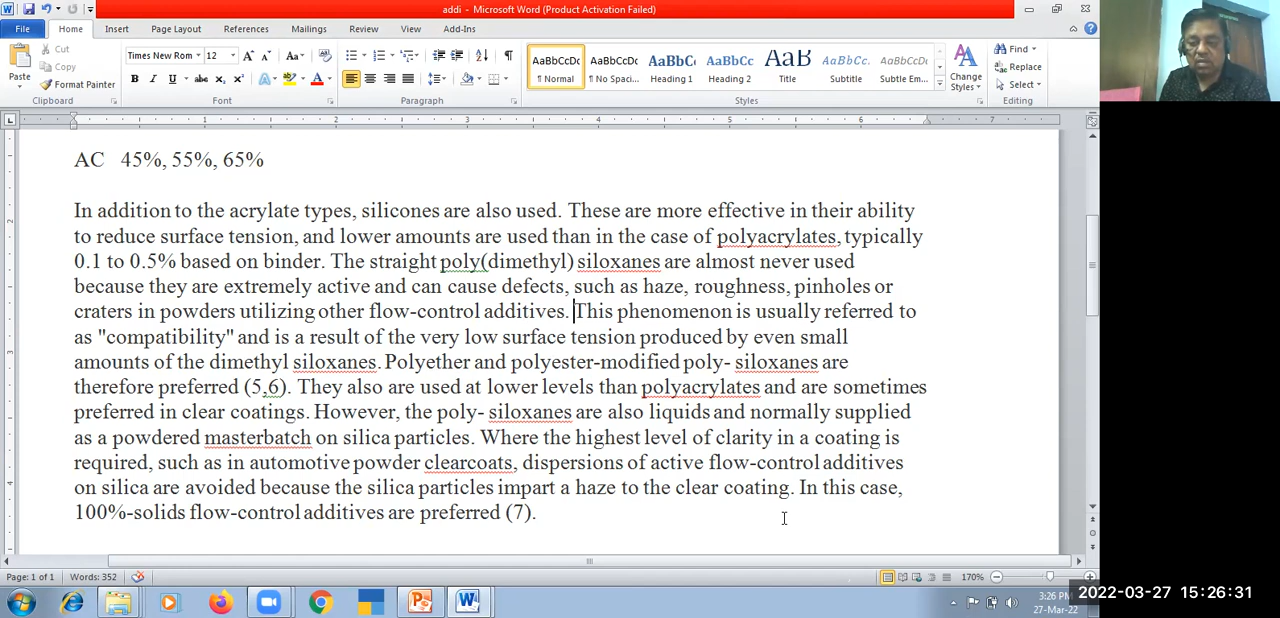 addi - Microsoft Word (Product Activation Failed)
File Home Insert Page Layout References Mailings Review View Add-Ins
Paste Cut Copy Format Painter
Times New Rom 12
AaBbCcDc AaBbCcDc AaBbC AaBbCc AaB AaBbCc. AaBbCcDc
¶ Normal ¶ No Spaci... Heading 1 Heading 2 Title Subtitle Subtle Em...
Change Styles
Find Replace Select
Clipboard Font Paragraph Styles Editing
1 2 3 4 5 6 7
AC 45%, 55%, 65%
In addition to the acrylate types, silicones are also used. These are more effective in their ability
to reduce surface tension, and lower amounts are used than in the case of polyacrylates, typically
0.1 to 0.5% based on binder. The straight poly(dimethyl) siloxanes are almost never used
because they are extremely active and can cause defects, such as haze, roughness, pinholes or
craters in powders utilizing other flow-control additives. This phenomenon is usually referred to
as "compatibility" and is a result of the very low surface tension produced by even small
amounts of the dimethyl siloxanes. Polyether and polyester-modified poly- siloxanes are
therefore preferred (5,6). They also are used at lower levels than polyacrylates and are sometimes
preferred in clear coatings. However, the poly- siloxanes are also liquids and normally supplied
as a powdered masterbatch on silica particles. Where the highest level of clarity in a coating is
required, such as in automotive powder clearcoats, dispersions of active flow-control additives
on silica are avoided because the silica particles impart a haze to the clear coating. In this case,
100%-solids flow-control additives are preferred (7).
Page: 1 of 1 Words: 352 170%
3:26 PM
27-Mar-22
2022-03-27 15:26:31